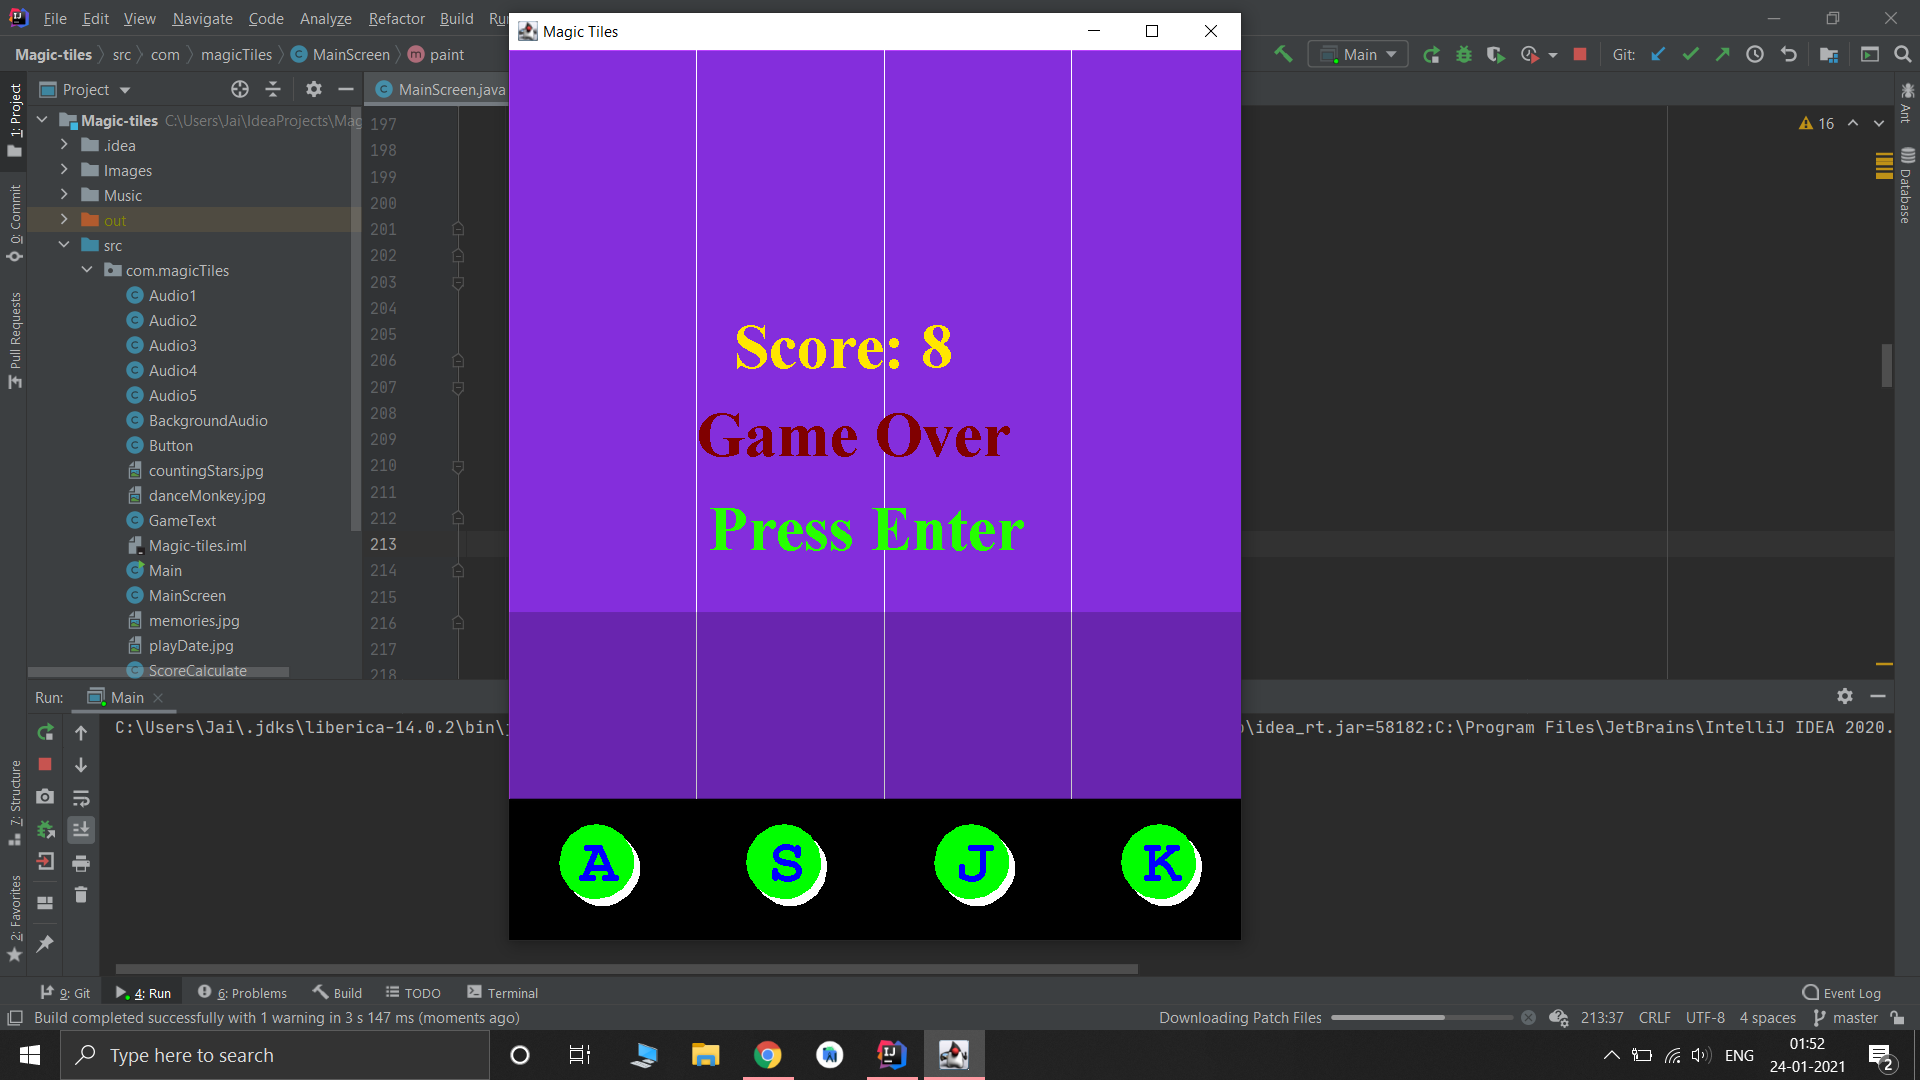 File Edit View Navigate Code Analyze Refactor Build
Magic Tiles
Magic-tiles src com magicTiles MainScreen paint
Main
Git:
Project
MainScreen.java
Magic-tiles C:\Users\Jai\IdeaProjects\Mag
.idea
Images
Music
out
src
com.magicTiles
Audio1
Audio2
Audio3
Audio4
Audio5
BackgroundAudio
Button
countingStars.jpg
danceMonkey.jpg
GameText
Magic-tiles.iml
Main
MainScreen
memories.jpg
playDate.jpg
ScoreCalculate
1: Project
0: Commit
Pull Requests
7: Structure
2: Favorites
197
198
199
200
201
202
203
204
205
206
207
208
209
210
211
212
213
214
215
216
217
218
16
Ant
Database
Score: 8
Game Over
Press Enter
A S J K
Run: Main
C:\Users\Jai\.jdks\liberica-14.0.2\bin\
\idea_rt.jar=58182:C:\Program Files\JetBrains\IntelliJ IDEA 2020.
9: Git 4: Run 6: Problems Build TODO Terminal Event Log
Build completed successfully with 1 warning in 3 s 147 ms (moments ago) Downloading Patch Files 213:37 CRLF UTF-8 4 spaces master
Type here to search
ENG
01:52
24-01-2021
2